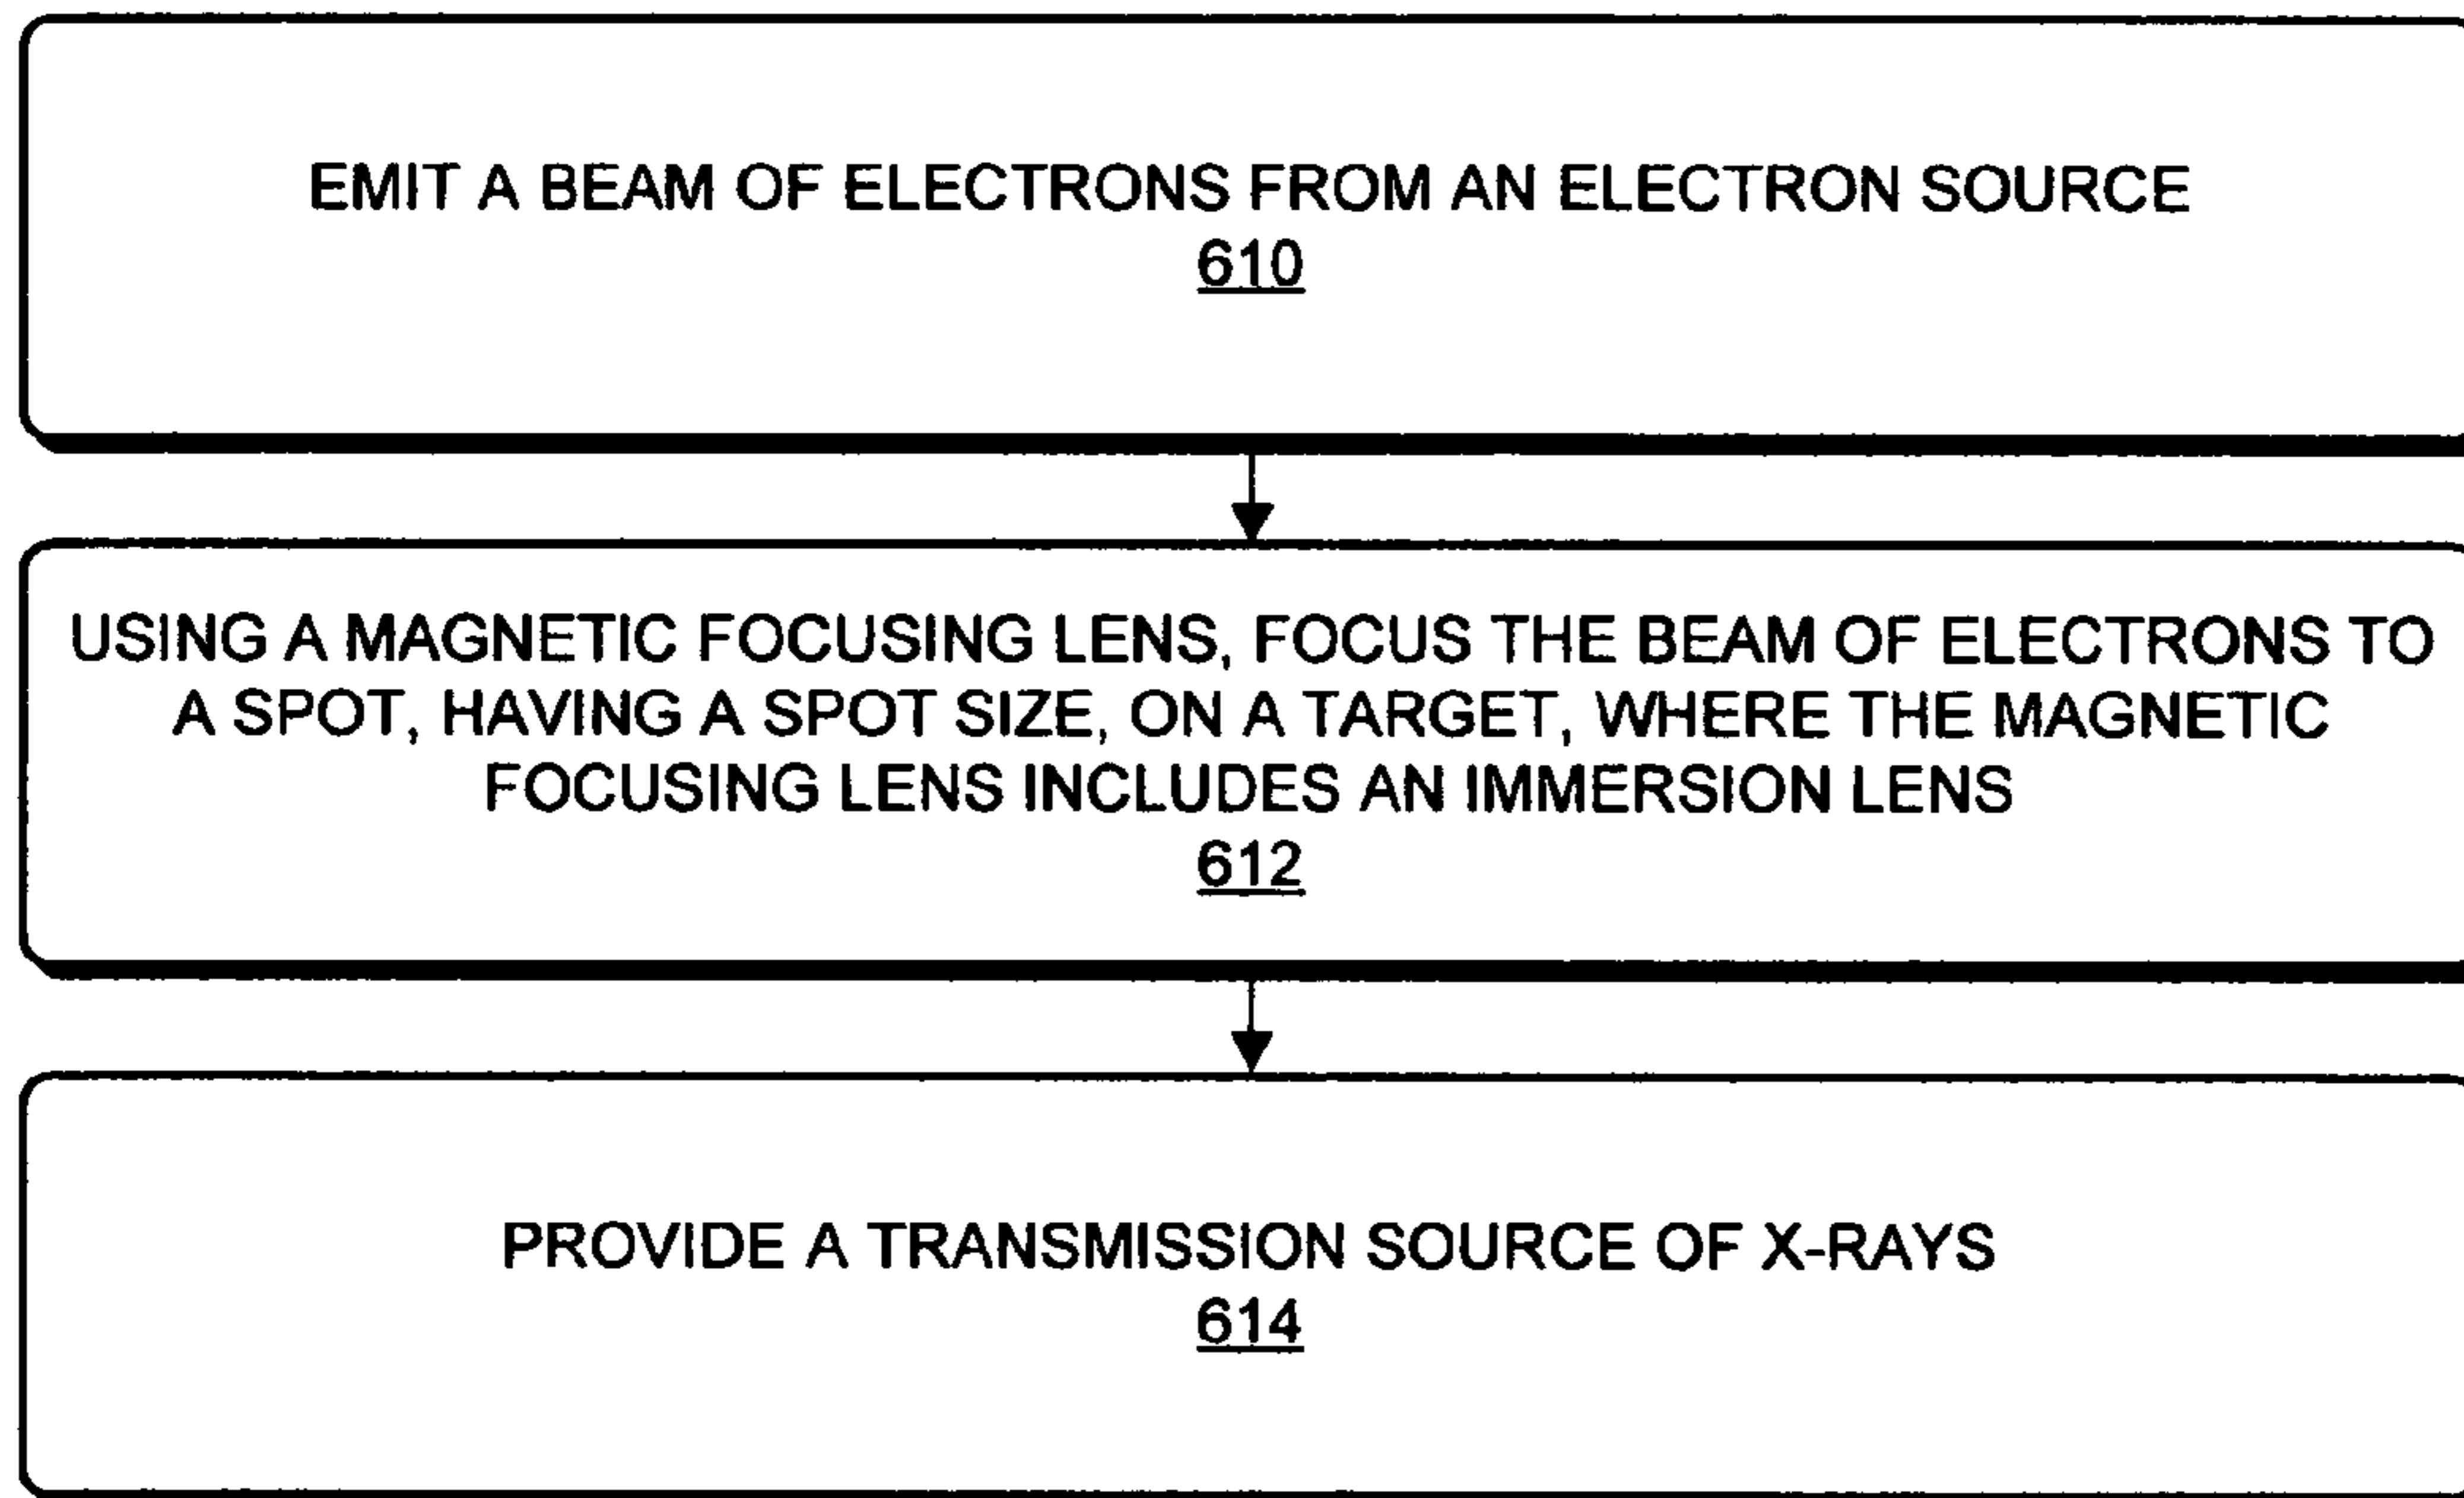 EMIT A BEAM OF ELECTRONS FROM AN ELECTRON SOURCE
610
USING A MAGNETIC FOCUSING LENS, FOCUS THE BEAM OF ELECTRONS TO
A SPOT, HAVING A SPOT SIZE, ON A TARGET, WHERE THE MAGNETIC
FOCUSING LENS INCLUDES AN IMMERSION LENS
612
PROVIDE A TRANSMISSION SOURCE OF X-RAYS
614